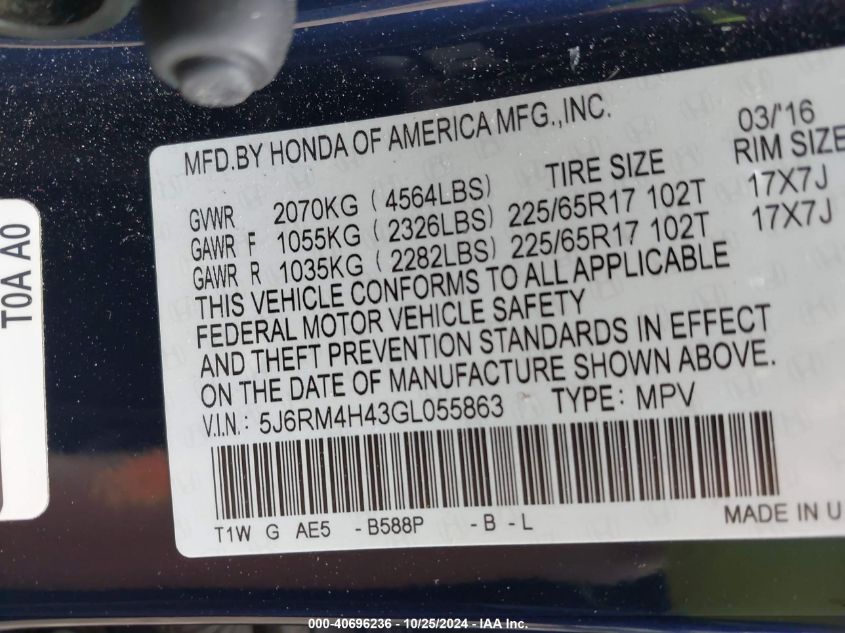 MFD.BY HONDA OF AMERICA MFG.,INC. 03/'16
TIRE SIZE RIM SIZE
GVWR 2070KG ( 4564LBS)
GAWR F 1055KG ( 2326LBS) 225/65R17 102T 17X7J
GAWR R 1035KG ( 2282LBS) 225/65R17 102T 17X7J
THIS VEHICLE CONFORMS TO ALL APPLICABLE
FEDERAL MOTOR VEHICLE SAFETY
AND THEFT PREVENTION STANDARDS IN EFFECT
ON THE DATE OF MANUFACTURE SHOWN ABOVE.
V.I.N.: 5J6RM4H43GL055863 TYPE: MPV
T1W G AE5 -B588P -B -L MADE IN U
T0A A0
000-40696236 - 10/25/2024 - IAA Inc.